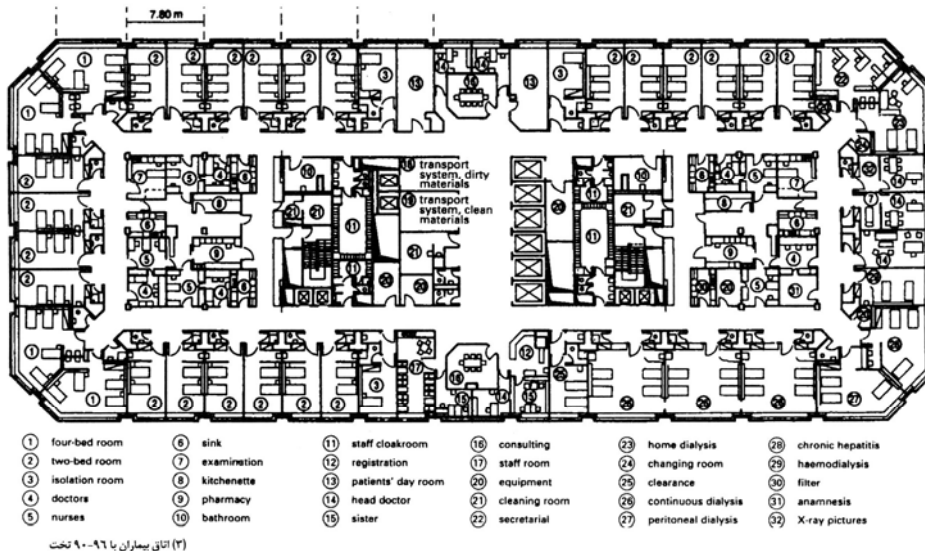 7.80 m
18 transport
system, dirty
materials
19 transport
system, clean
materials
1 four-bed room
2 two-bed room
3 isolation room
4 doctors
5 nurses
6 sink
7 examination
8 kitchenette
9 pharmacy
10 bathroom
11 staff cloakroom
12 registration
13 patients' day room
14 head doctor
15 sister
16 consulting
17 staff room
20 equipment
21 cleaning room
22 secretarial
23 home dialysis
24 changing room
25 clearance
26 continuous dialysis
27 peritoneal dialysis
28 chronic hepatitis
29 haemodialysis
30 filter
31 anamnesis
32 X-ray pictures
(۳) اتاق بیماران با ۹۶-۹۰ تخت